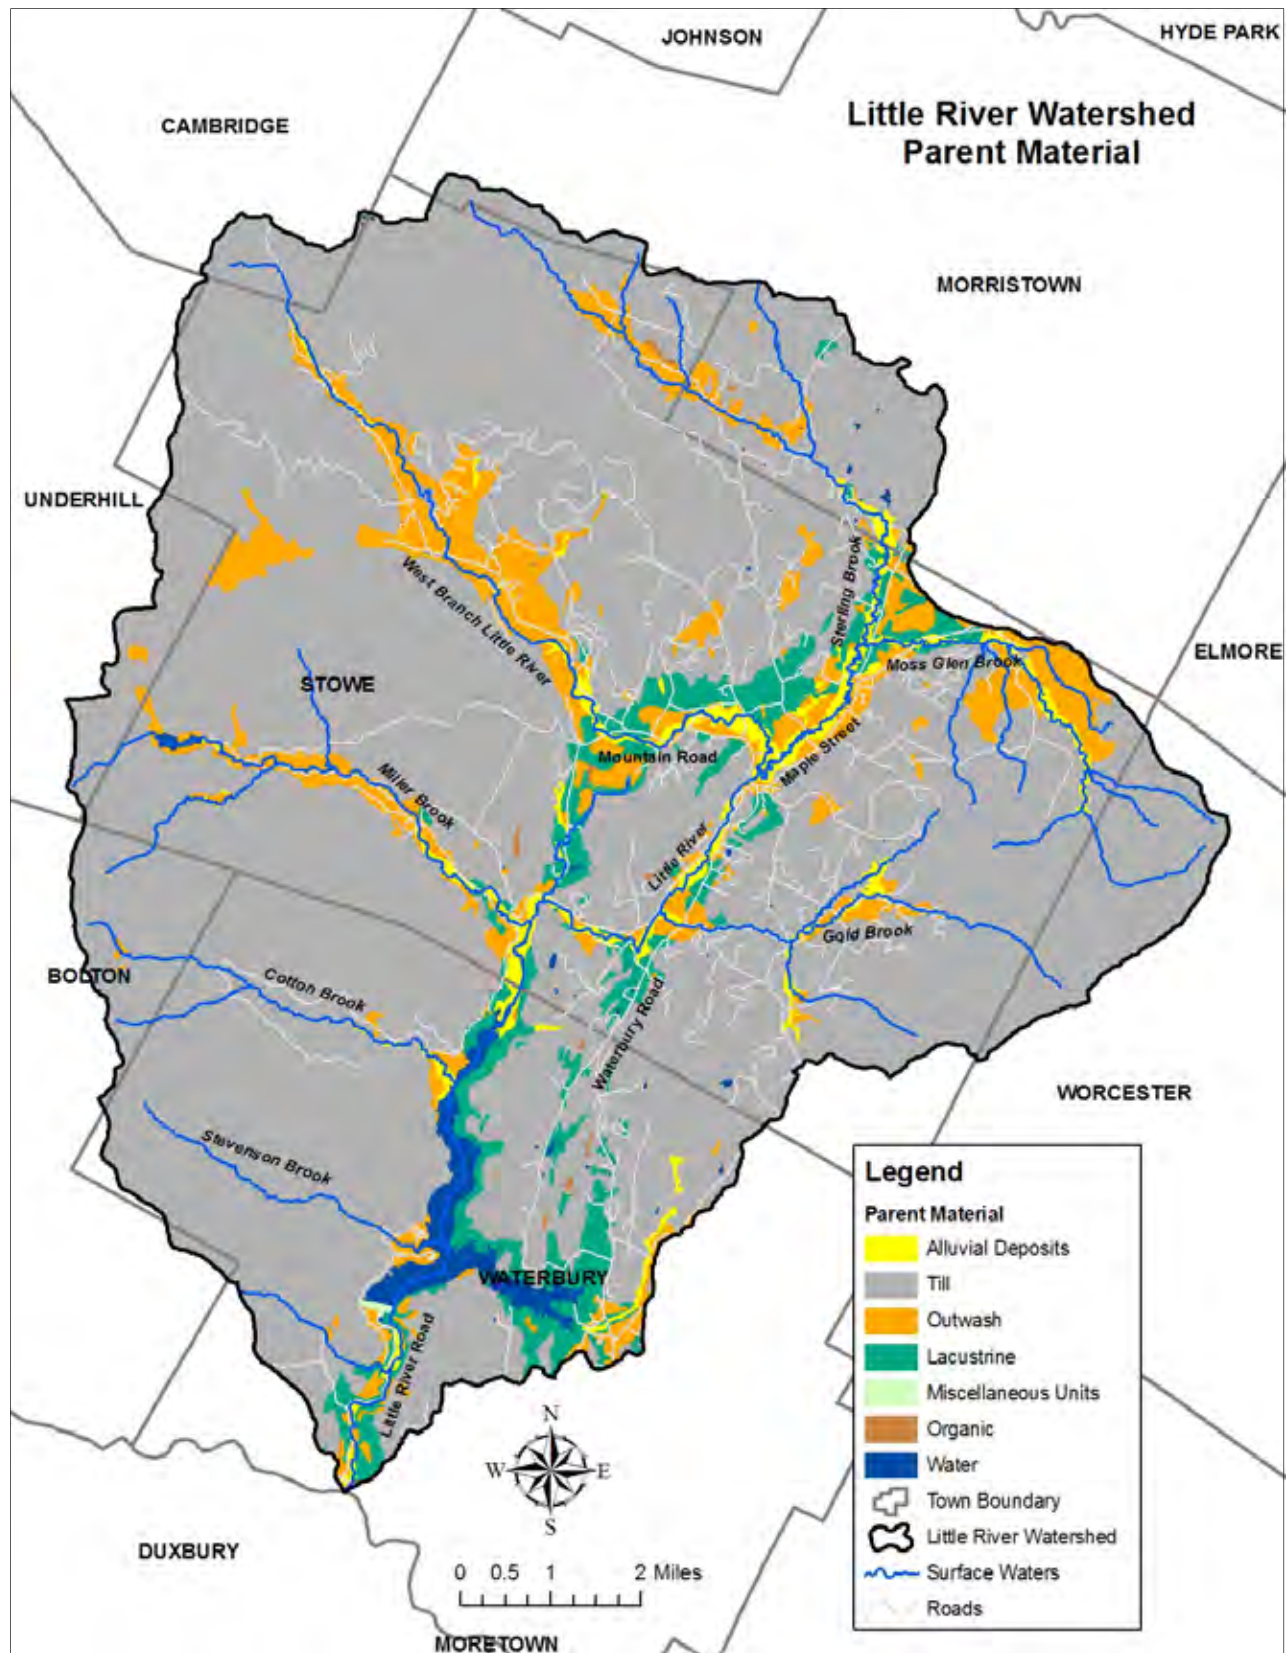 JOHNSON
HYDE PARK
Little River Watershed
Parent Material
CAMBRIDGE
MORRISTOWN
UNDERHILL
Sterling Brook
West Branch Little River
Moss Glen Brook
ELMORE
STOWE
Mountain Road
Maple Street
Miller Brook
Little River
Gold Brook
BOLTON
Cotton Brook
Waterbury Road
WORCESTER
Stevenson Brook
WATERBURY
Little River Road
Legend
Parent Material
Alluvial Deposits
Till
Outwash
Lacustrine
Miscellaneous Units
Organic
Water
Town Boundary
Little River Watershed
Surface Waters
Roads
N
W E
S
DUXBURY
0 0.5 1 2 Miles
MORETOWN